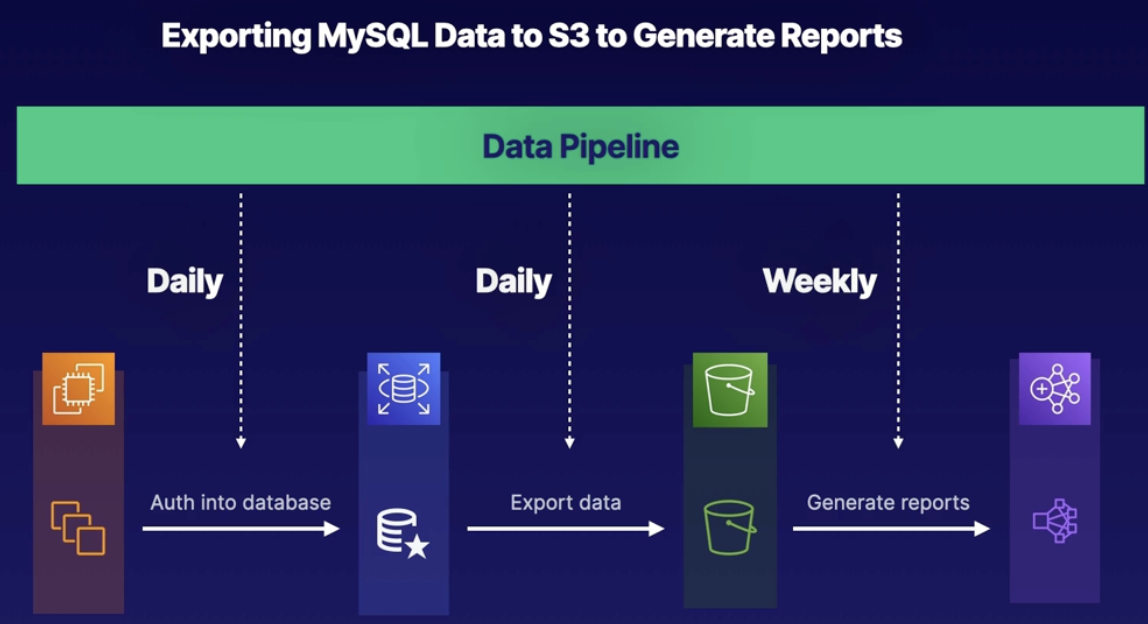 Exporting MySQL Data to S3 to Generate Reports
Data Pipeline
Daily
Daily
Weekly
Auth into database
Export data
Generate reports